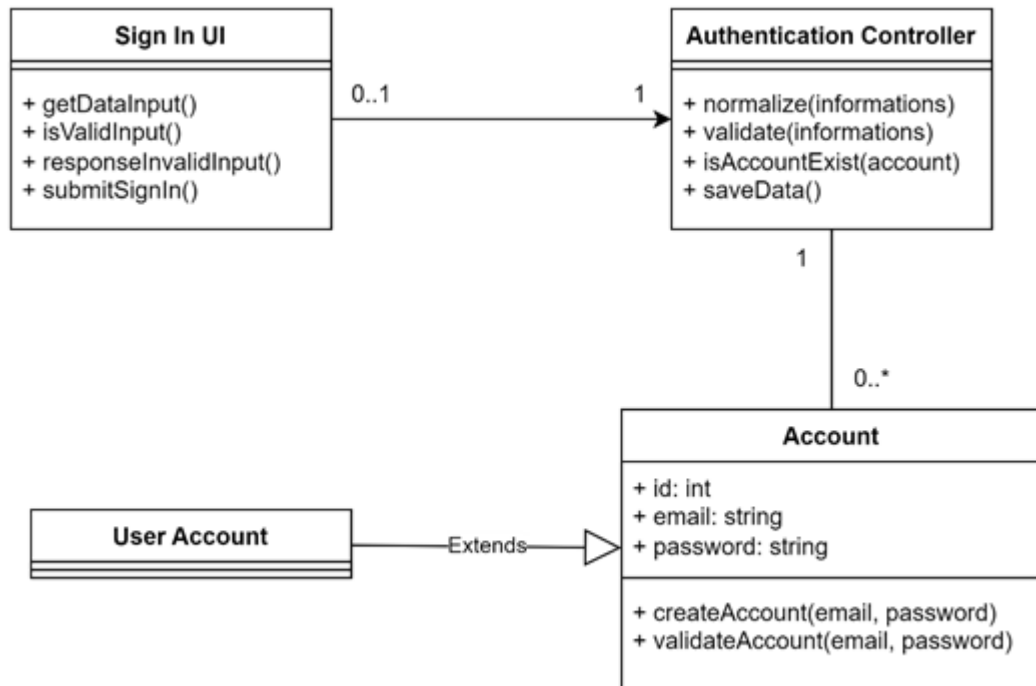 Sign In UI
+ getDataInput()
+ isValidInput()
+ responseInvalidInput()
+ submitSignIn()
0..1
1
Authentication Controller
+ normalize(informations)
+ validate(informations)
+ isAccountExist(account)
+ saveData()
1
0..*
Account
+ id: int
+ email: string
+ password: string
+ createAccount(email, password)
+ validateAccount(email, password)
User Account
Extends